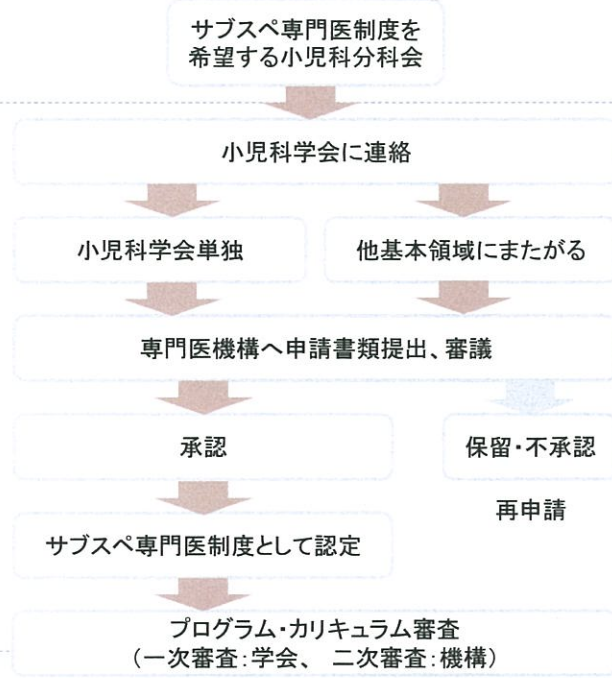 サブスペ専門医制度を
希望する小児科分科会
小児科学会に連絡
小児科学会単独
他基本領域にまたがる
専門医機構へ申請書類提出、審議
承認
保留・不承認
再申請
サブスペ専門医制度として認定
プログラム・カリキュラム審査
(一次審査:学会、 二次審査:機構)